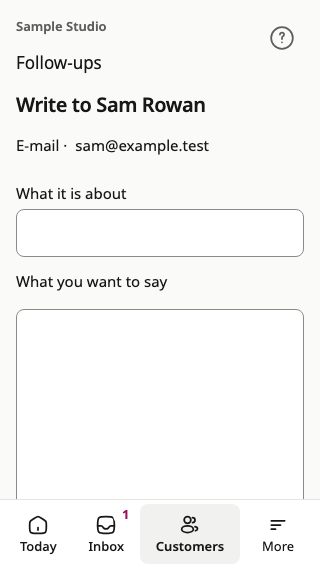 Sample Studio
?
Follow-ups
Write to Sam Rowan
E-mail · sam@example.test
What it is about
What you want to say
1
Today
Inbox
Customers
More